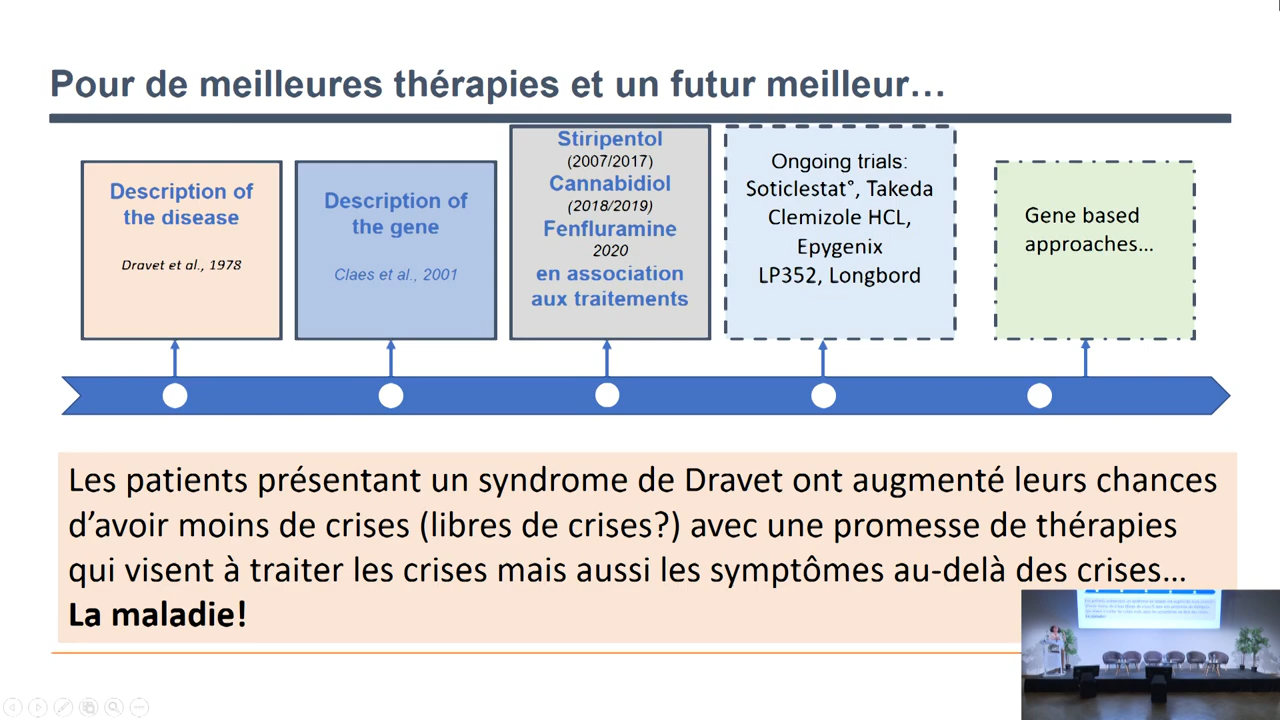 Pour de meilleures thérapies et un futur meilleur…
Description of
the disease
Dravet et al., 1978
Description of
the gene
Claes et al., 2001
Stiripentol
(2007/2017)
Cannabidiol
(2018/2019)
Fenfluramine
2020
en association
aux traitements
Ongoing trials:
Soticlestat°, Takeda
Clemizole HCL,
Epygenix
LP352, Longbord
Gene based
approaches…
Les patients présentant un syndrome de Dravet ont augmenté leurs chances
d’avoir moins de crises (libres de crises?) avec une promesse de thérapies
qui visent à traiter les crises mais aussi les symptômes au-delà des crises…
La maladie!